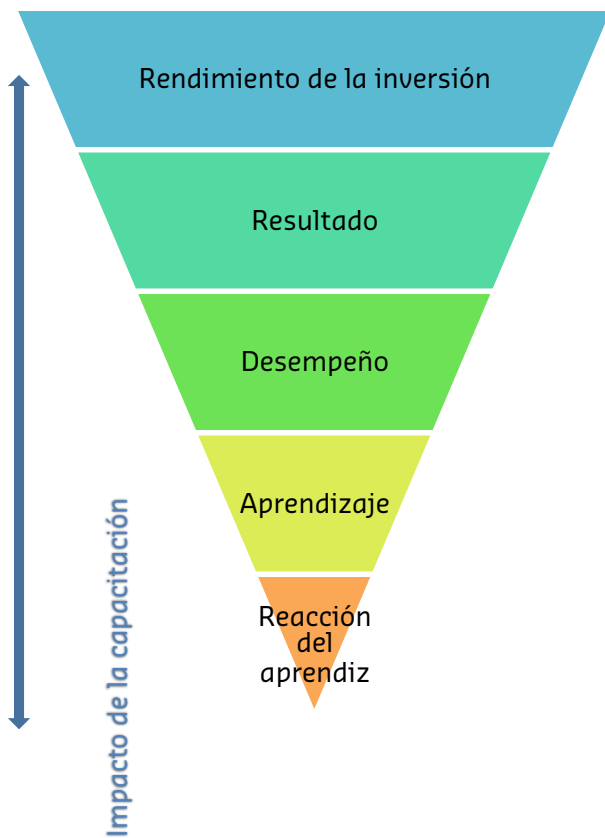 Rendimiento de la inversión
Resultado
Desempeño
Aprendizaje
Reacción
del
aprendiz
Impacto de la capacitación